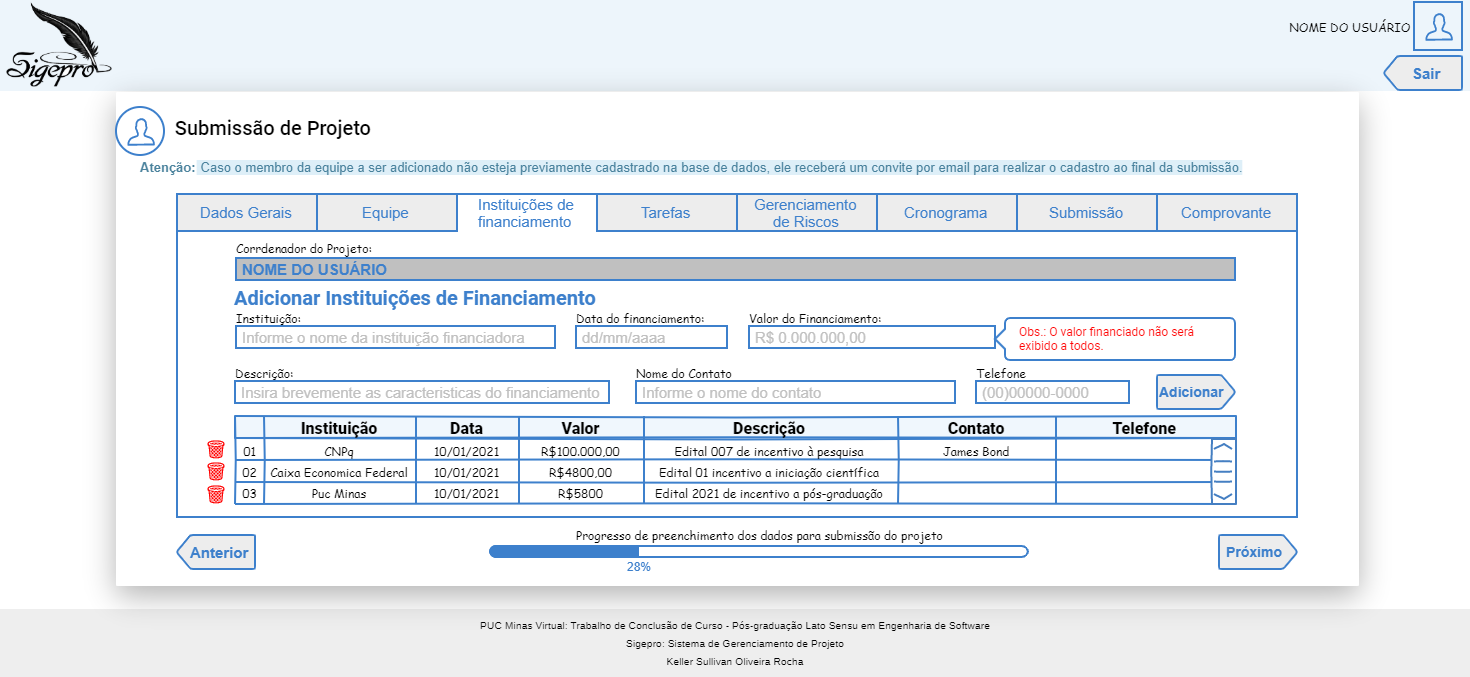 Sigepro
NOME DO USUÁRIO
Sair
Submissão de Projeto
Atenção: Caso o membro da equipe a ser adicionado não esteja previamente cadastrado na base de dados, ele receberá um convite por email para realizar o cadastro ao final da submissão.
Dados Gerais
Equipe
Instituições de
financiamento
Tarefas
Gerenciamento
de Riscos
Cronograma
Submissão
Comprovante
Corrdenador do Projeto:
NOME DO USUÁRIO
Adicionar Instituições de Financiamento
Instituição: Data do financiamento: Valor do Financiamento:
Informe o nome da instituição financiadora dd/mm/aaaa R$ 0.000.000,00
Obs.: O valor financiado não será
exibido a todos.
Descrição: Nome do Contato Telefone
Insira brevemente as caracteristicas do financiamento Informe o nome do contato (00)00000-0000 Adicionar
Instituição Data Valor Descrição Contato Telefone
01 CNPq 10/01/2021 R$100.000,00 Edital 007 de incentivo à pesquisa James Bond
02 Caixa Economica Federal 10/01/2021 R$4800,00 Edital 01 incentivo a iniciação científica
03 Puc Minas 10/01/2021 R$5800 Edital 2021 de incentivo a pós-graduação
Progresso de preenchimento dos dados para submissão do projeto
Anterior
28%
Próximo
PUC Minas Virtual: Trabalho de Conclusão de Curso - Pós-graduação Lato Sensu em Engenharia de Software
Sigepro: Sistema de Gerenciamento de Projeto
Keller Sullivan Oliveira Rocha